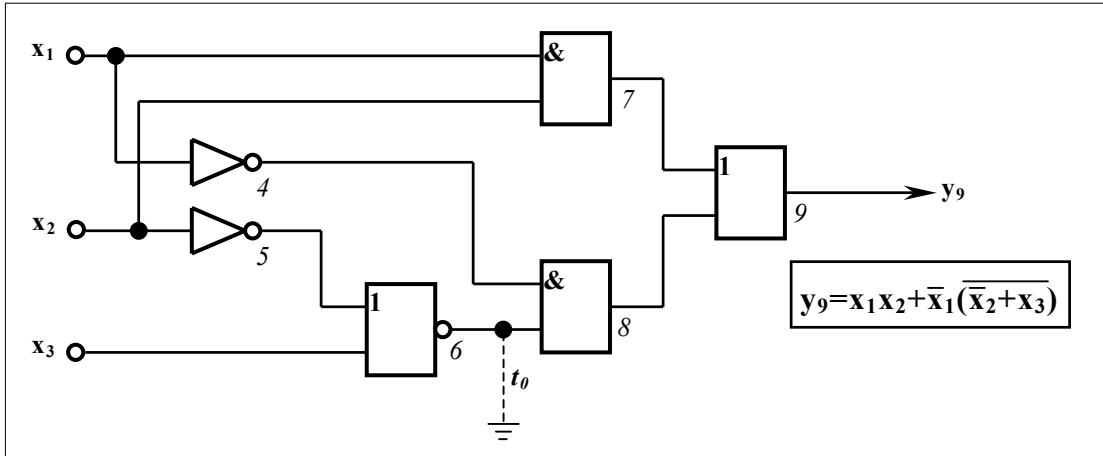 x₁
&
7
4
1
9
y₉
x₂
5
&
8
y₉=x₁x₂+x̅₁(x̅₂+x₃)̅
1
6
x₃
t₀